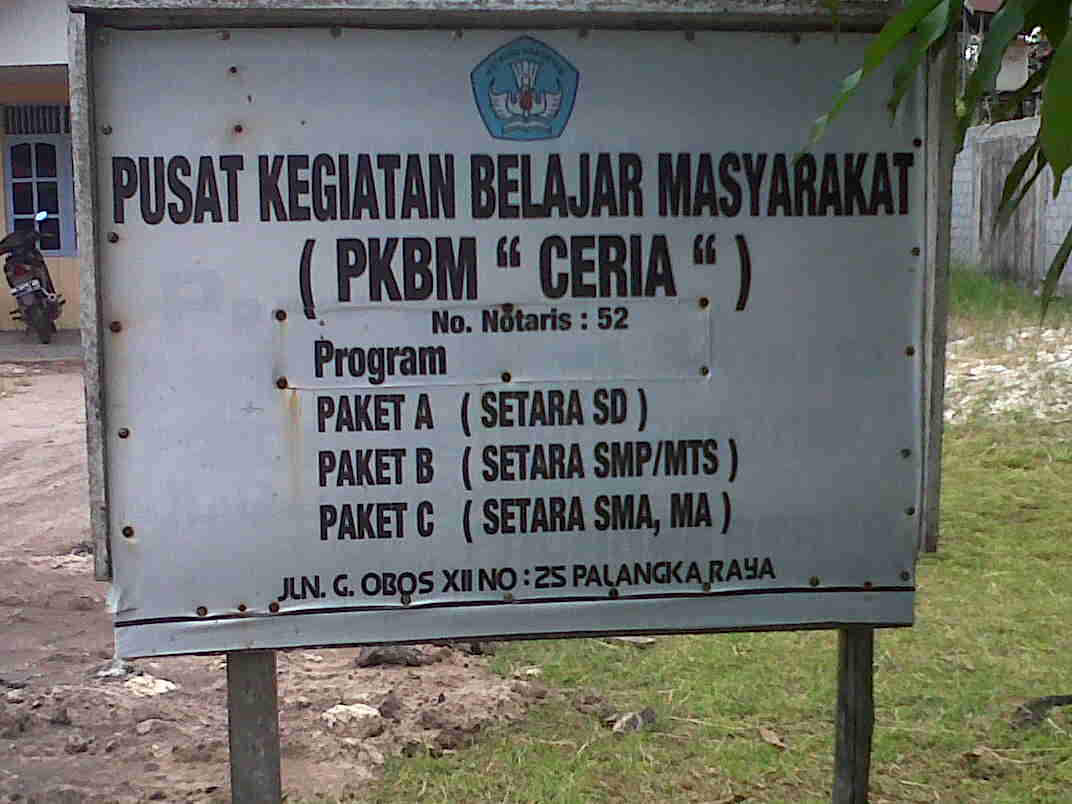 PUSAT KEGIATAN BELAJAR MASYARAKAT
( PKBM “ CERIA “ )
No. Notaris : 52
Program
PAKET A ( SETARA SD )
PAKET B ( SETARA SMP/MTS )
PAKET C ( SETARA SMA, MA )
JLN. G. OBOS XII NO : 25 PALANGKA RAYA